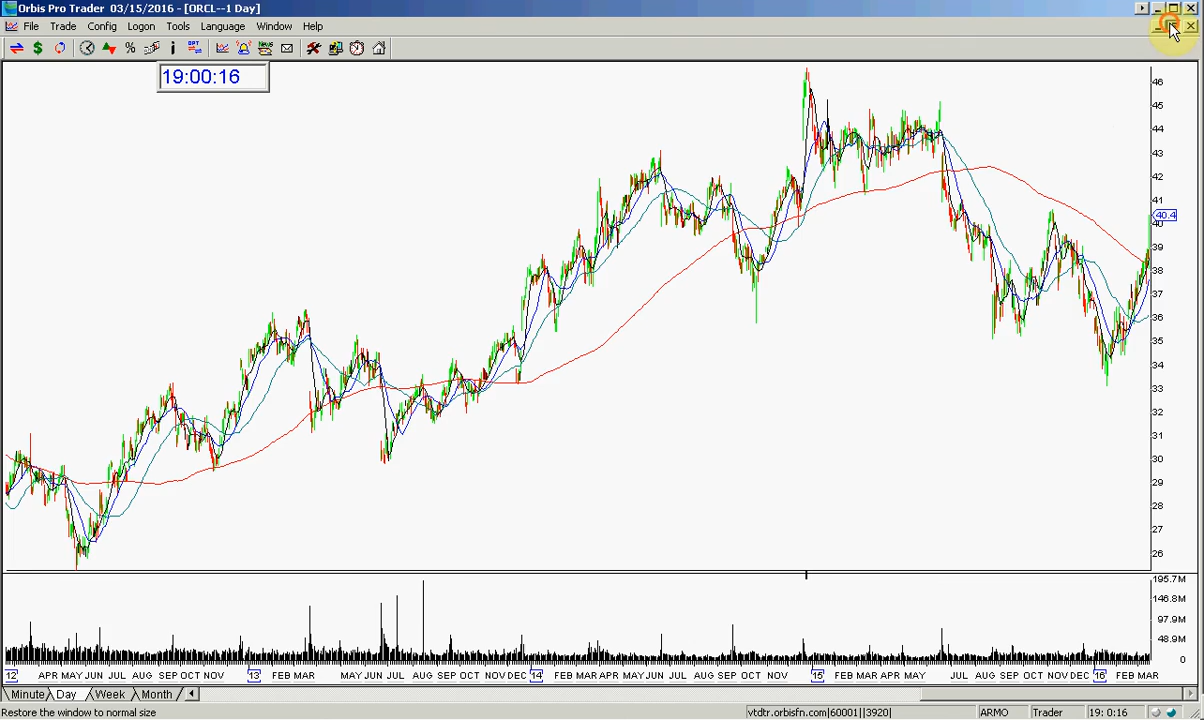 Orbis Pro Trader 03/15/2016 - [ORCL--1 Day]
File Trade Config Logon Tools Language Window Help
19:00:16
46
45
44
43
42
41
40.4
40
39
38
37
36
35
34
33
32
31
30
29
28
27
26
195.7M
146.8M
97.9M
48.9M
0
12 APR MAY JUN JUL AUG SEP OCT NOV 13 FEB MAR MAY JUN JUL AUG SEP OCT NOV DEC 14 FEB MAR APR MAY JUN JUL AUG SEP OCT NOV 15 FEB MAR APR MAY JUL AUG SEP OCT NOV DEC 16 FEB MAR
Minute Day Week Month
Restore the window to normal size vtdtr.orbisfn.com|60001||3920| ARMO Trader 19: 0:16